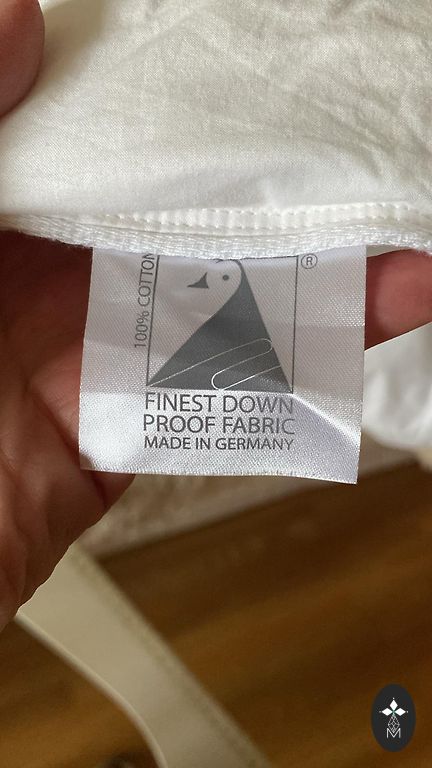 100% COTTON
®
FINEST DOWN
PROOF FABRIC
MADE IN GERMANY
M